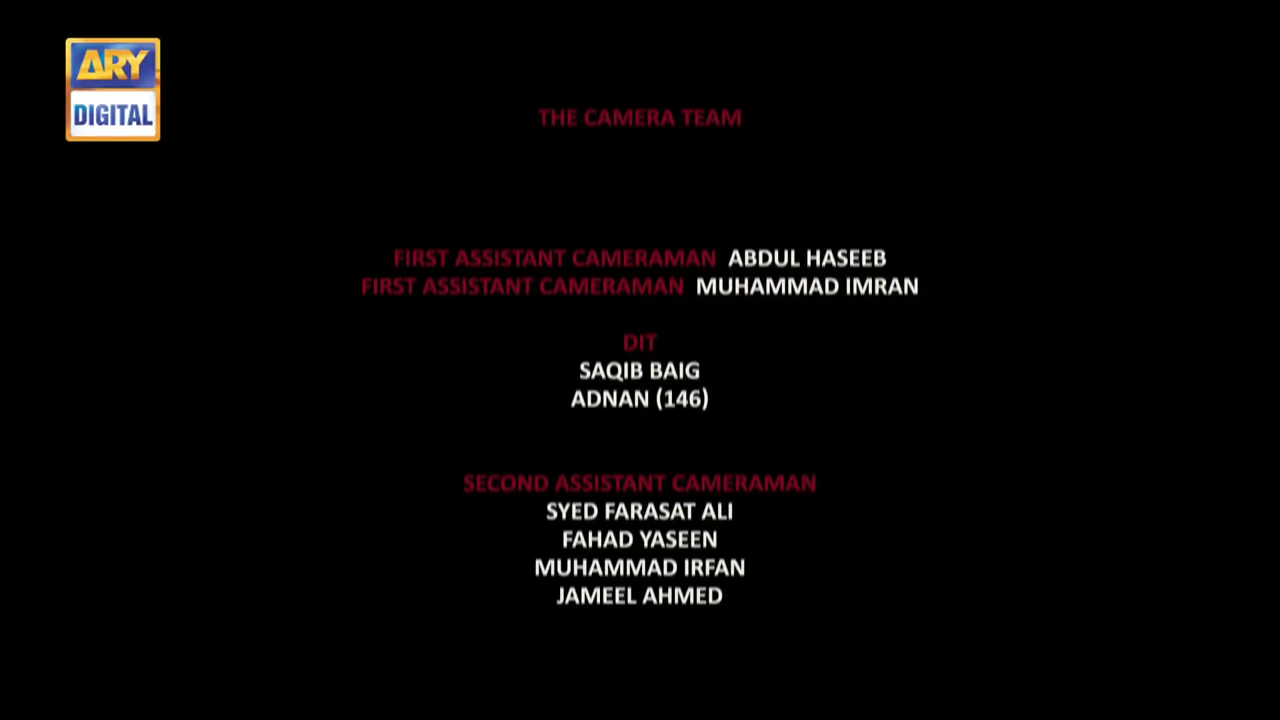 ARY
DIGITAL
THE CAMERA TEAM
FIRST ASSISTANT CAMERAMAN ABDUL HASEEB
FIRST ASSISTANT CAMERAMAN MUHAMMAD IMRAN
DIT
SAQIB BAIG
ADNAN (146)
SECOND ASSISTANT CAMERAMAN
SYED FARASAT ALI
FAHAD YASEEN
MUHAMMAD IRFAN
JAMEEL AHMED